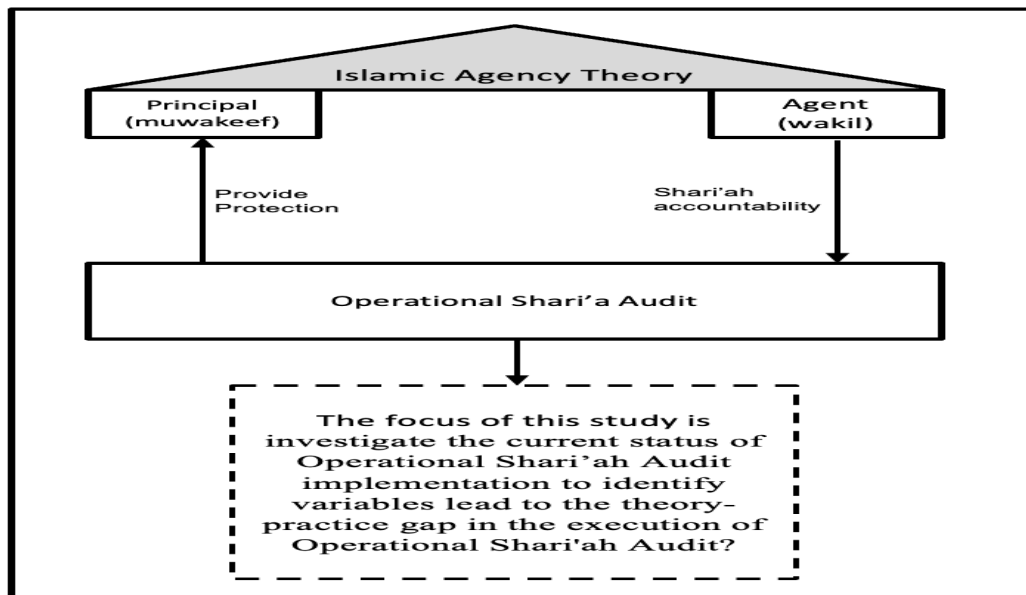 Islamic Agency Theory
Principal
(muwakeef)
Agent
(wakil)
Provide
Protection
Shari'ah
accountability
Operational Shari’a Audit
The focus of this study is
investigate the current status of
Operational Shari’ah Audit
implementation to identify
variables lead to the theory-
practice gap in the execution of
Operational Shari'ah Audit?